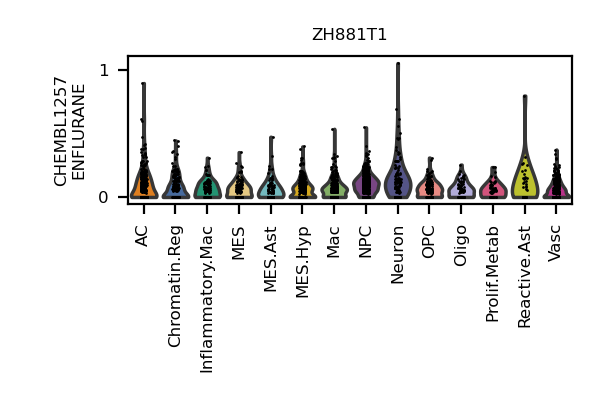 ZH881T1
CHEMBL1257
ENFLURANE
1
0
AC
Chromatin.Reg
Inflammatory.Mac
MES
MES.Ast
MES.Hyp
Mac
NPC
Neuron
OPC
Oligo
Prolif.Metab
Reactive.Ast
Vasc